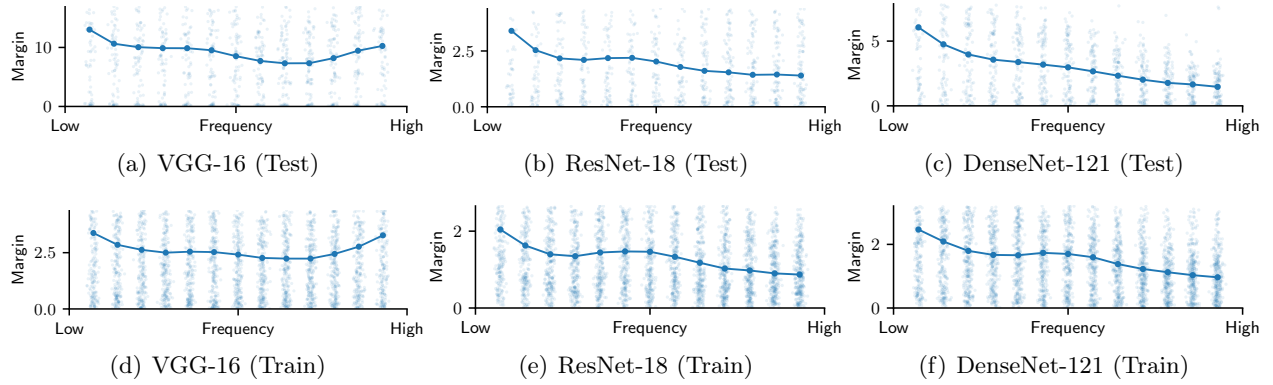 Margin
10
0
Low Frequency High
(a) VGG-16 (Test)
Margin
2.5
0.0
Low Frequency High
(b) ResNet-18 (Test)
Margin
5
0
Low Frequency High
(c) DenseNet-121 (Test)
Margin
2.5
0.0
Low Frequency High
(d) VGG-16 (Train)
Margin
2
0
Low Frequency High
(e) ResNet-18 (Train)
Margin
2
0
Low Frequency High
(f) DenseNet-121 (Train)